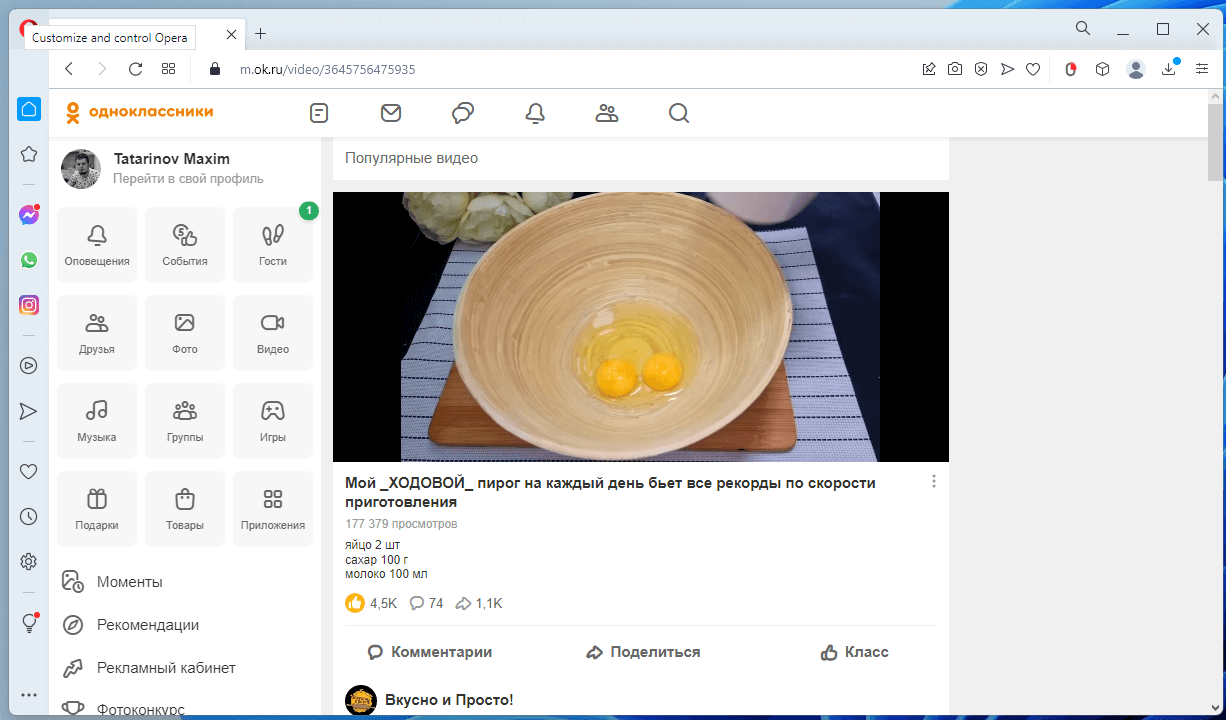 Customize and control Opera
m.ok.ru/video/3645756475935
одноклассники
Tatarinov Maxim
Перейти в свой профиль
1
Оповещения
События
Гости
Друзья
Фото
Видео
Музыка
Группы
Игры
Подарки
Товары
Приложения
Моменты
Рекомендации
Рекламный кабинет
Фотоконкурс
Популярные видео
Мой _ХОДОВОЙ_ пирог на каждый день бьет все рекорды по скорости
приготовления
177 379 просмотров
яйцо 2 шт
сахар 100 г
молоко 100 мл
4,5K 74 1,1K
Комментарии Поделиться Класс
Вкусно и Просто!